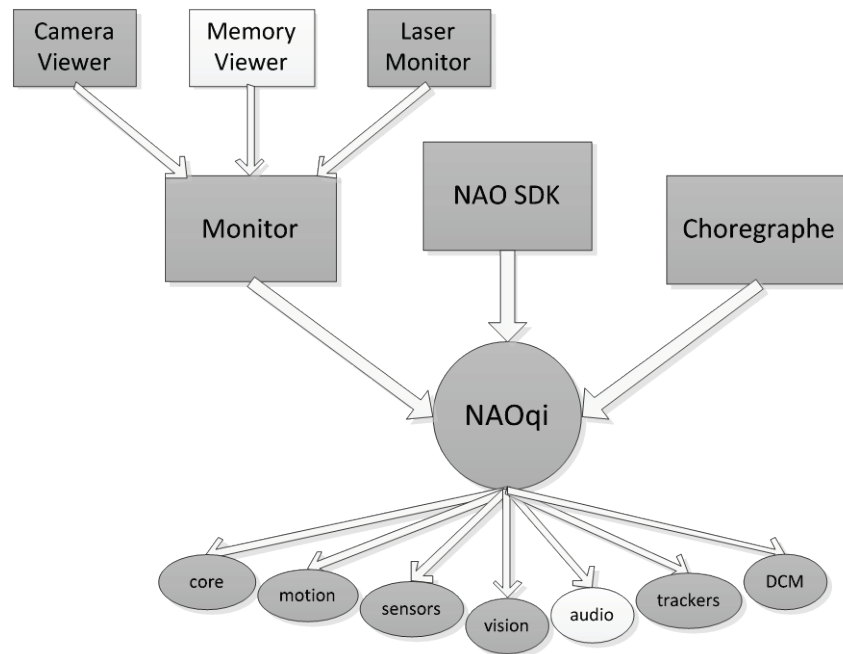 Camera
Viewer
Memory
Viewer
Laser
Monitor
Monitor
NAO SDK
Choregraphe
NAOqi
core
motion
sensors
vision
audio
trackers
DCM